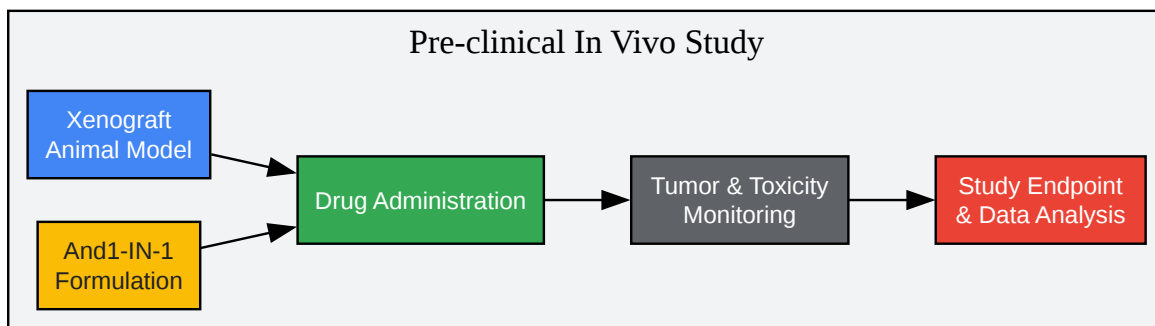 Pre-clinical In Vivo Study
Xenograft
Animal Model
And1-IN-1
Formulation
Drug Administration
Tumor & Toxicity
Monitoring
Study Endpoint
& Data Analysis